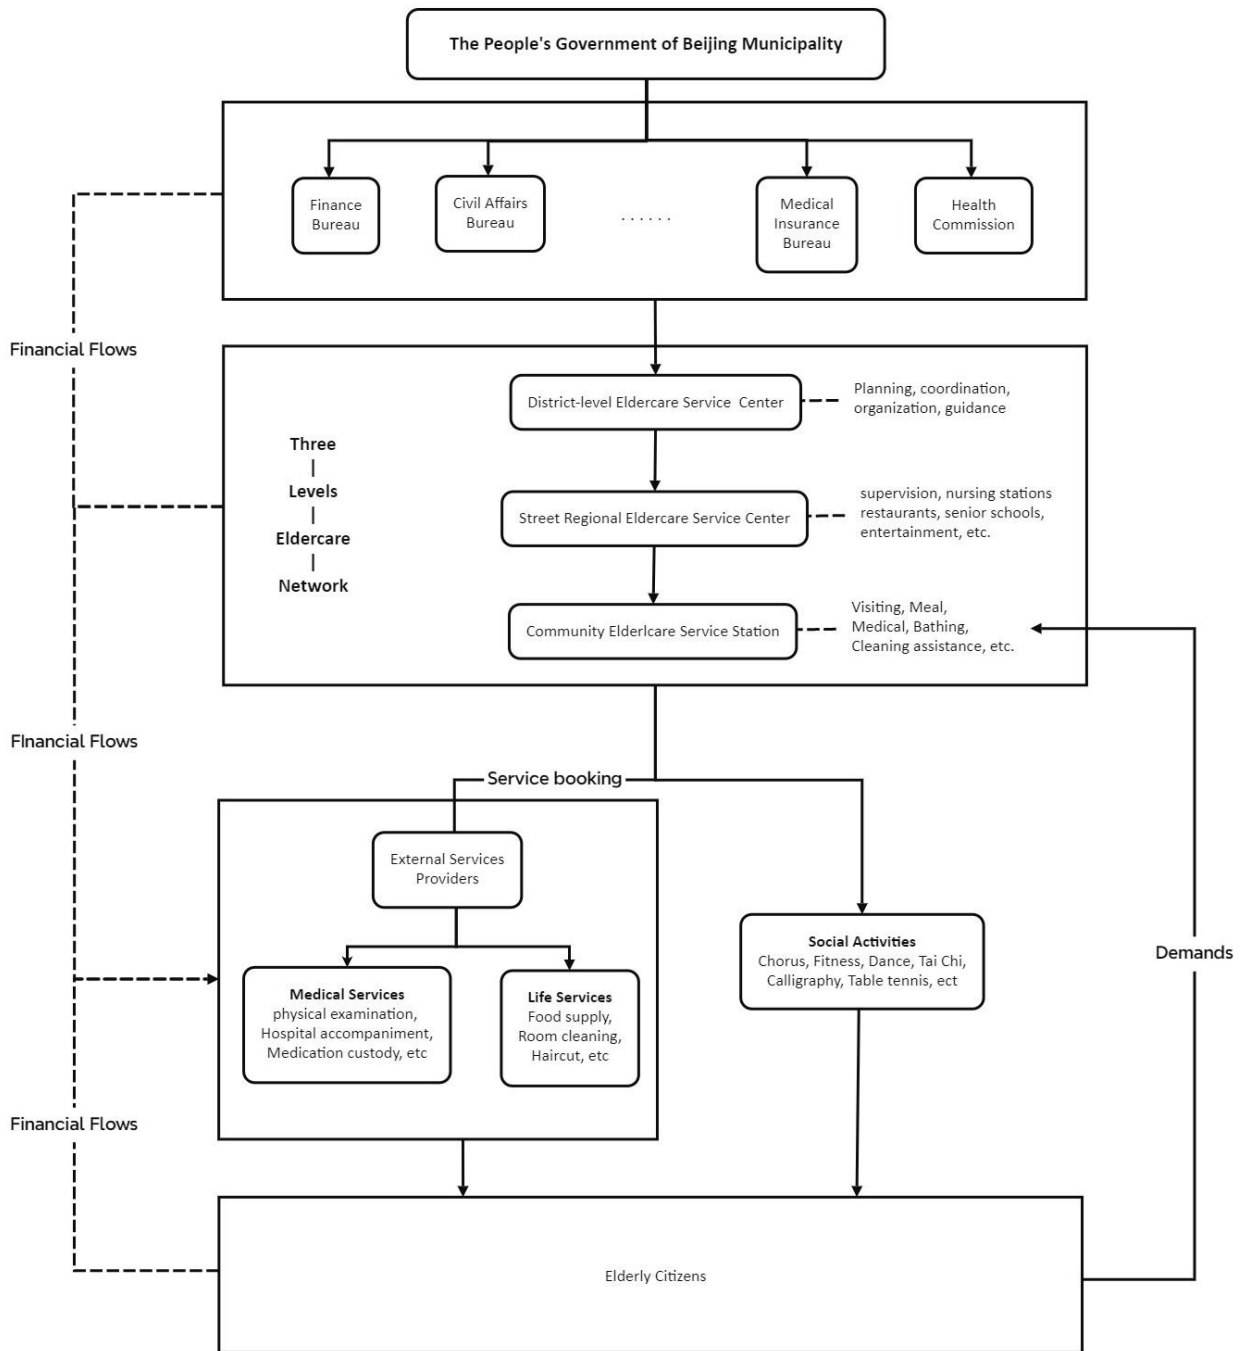 The People's Government of Beijing Municipality
Finance
Bureau
Civil Affairs
Bureau
......
Medical
Insurance
Bureau
Health
Commission
Financial Flows
District-level Eldercare Service Center
Planning, coordination,
organization, guidance
Three
Levels
Eldercare
Network
Street Regional Eldercare Service Center
supervision, nursing stations
restaurants, senior schools,
entertainment, etc.
Community Elderlcare Service Station
Visiting, Meal,
Medical, Bathing,
Cleaning assistance, etc.
FInancial Flows
Service booking
External Services
Providers
Medical Services
physical examination,
Hospital accompaniment,
Medication custody, etc
Life Services
Food supply,
Room cleaning,
Haircut, etc
Social Activities
Chorus, Fitness, Dance, Tai Chi,
Calligraphy, Table tennis, ect
Demands
Financial Flows
Elderly Citizens